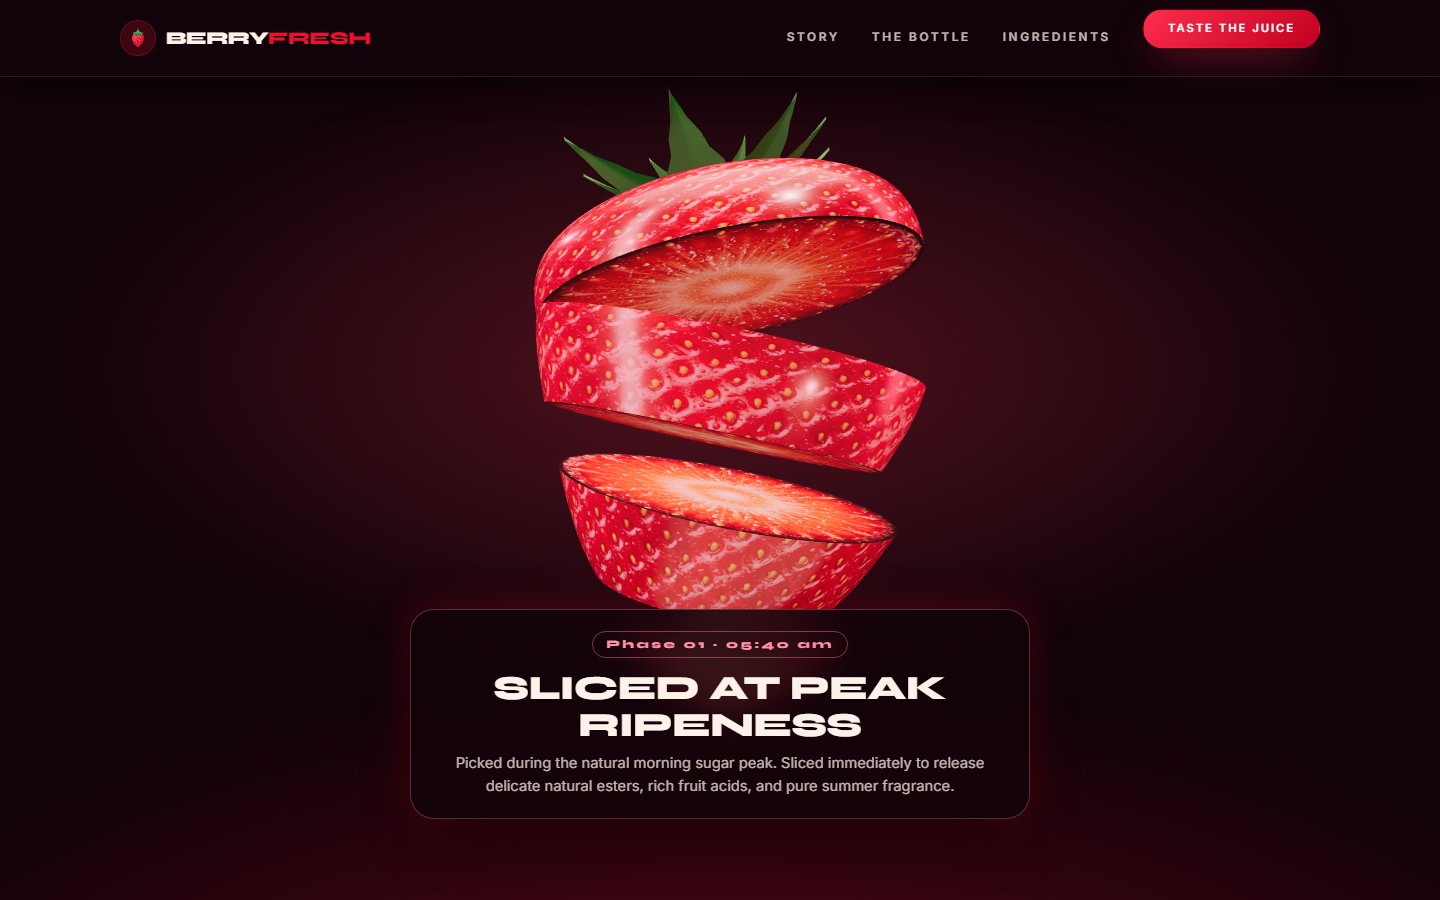 BERRYFRESH
STORY
THE BOTTLE
INGREDIENTS
TASTE THE JUICE
Phase 01 · 05:40 am
SLICED AT PEAK
RIPENESS
Picked during the natural morning sugar peak. Sliced immediately to release
delicate natural esters, rich fruit acids, and pure summer fragrance.